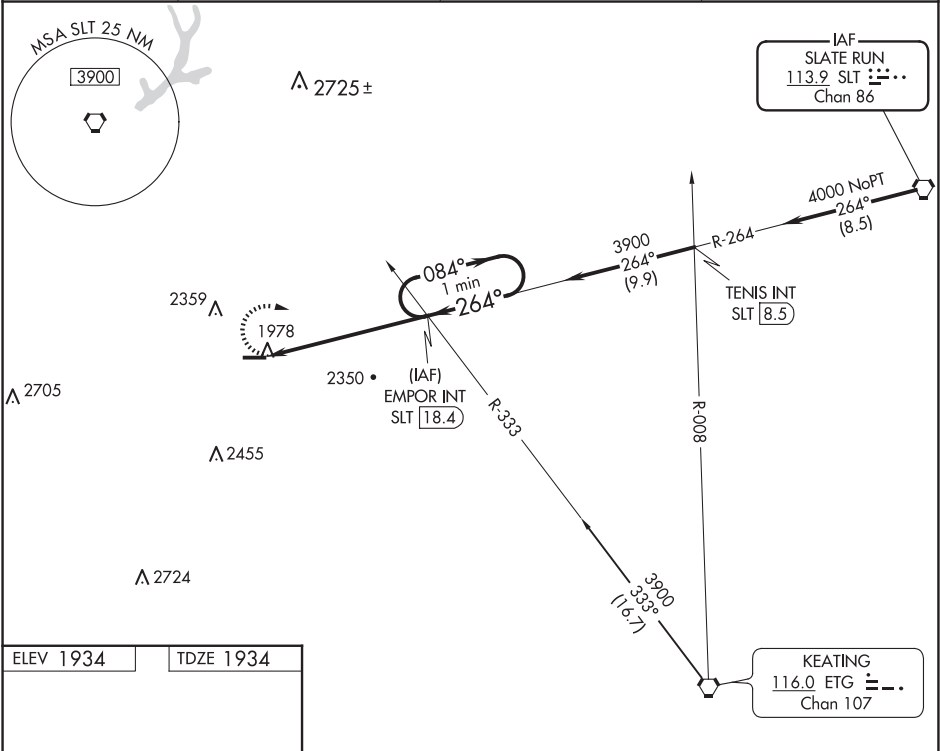 MSA SLT 25 NM
3900
2725 ±
IAF
SLATE RUN
113.9 SLT
Chan 86
4000 NoPT
264°
(8.5)
R-264
3900
264°
(9.9)
TENIS INT
SLT 8.5
084°
1 min
264°
2359
1978
2350
(IAF)
EMPOR INT
SLT 18.4
2705
2455
R-333
R-008
2724
3900
333°
(16.7)
ELEV 1934
TDZE 1934
KEATING
116.0 ETG
Chan 107